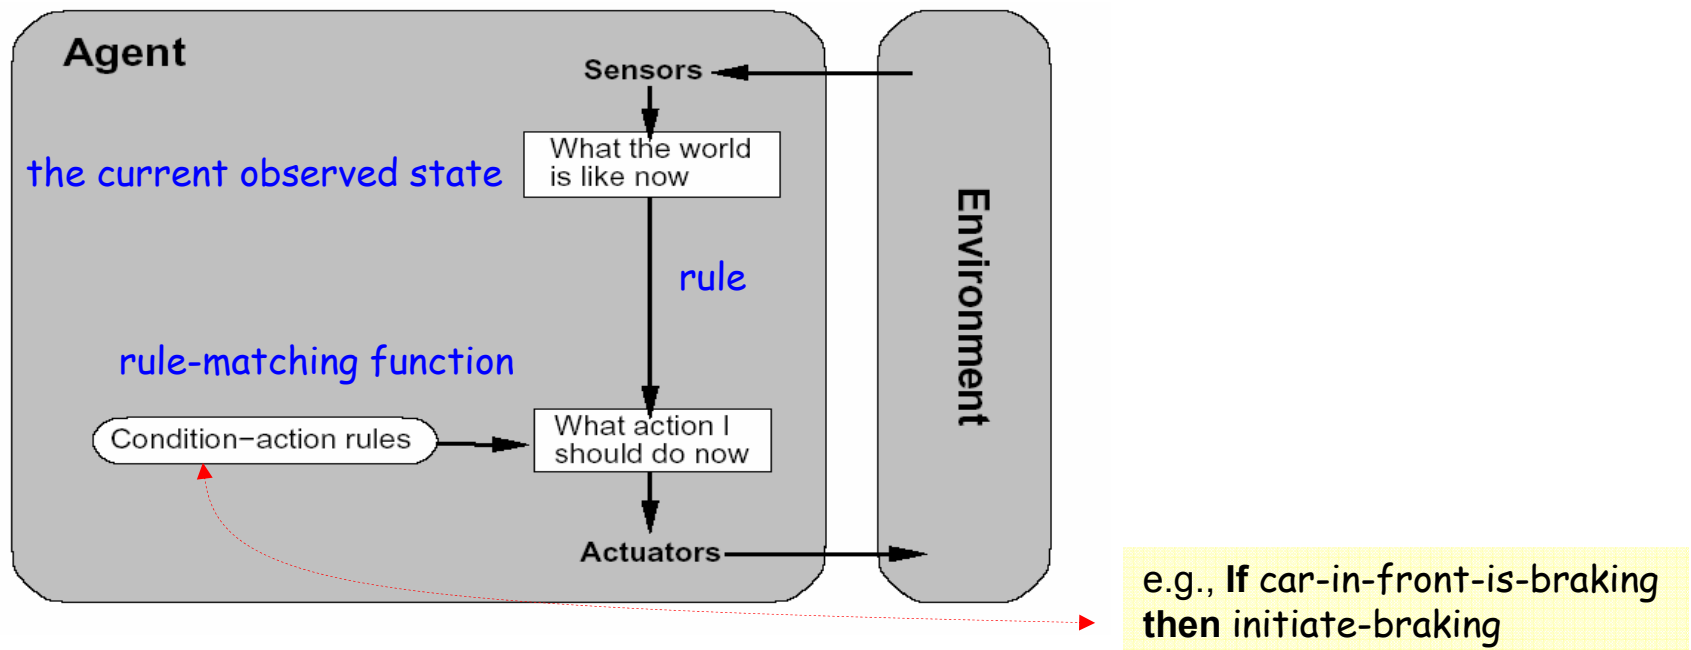 Agent
Sensors
What the world
is like now
the current observed state
rule
Environment
rule-matching function
Condition-action rules
What action I
should do now
Actuators
e.g., If car-in-front-is-braking
then initiate-braking